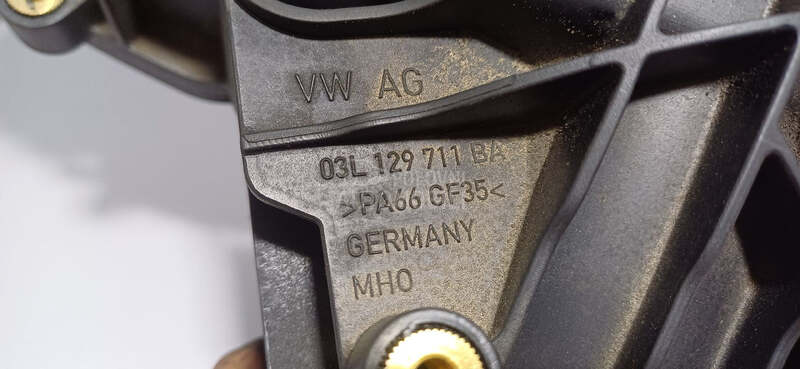 VW AG
03L 129 711 BA
>PA66 GF35<
GERMANY
MHO